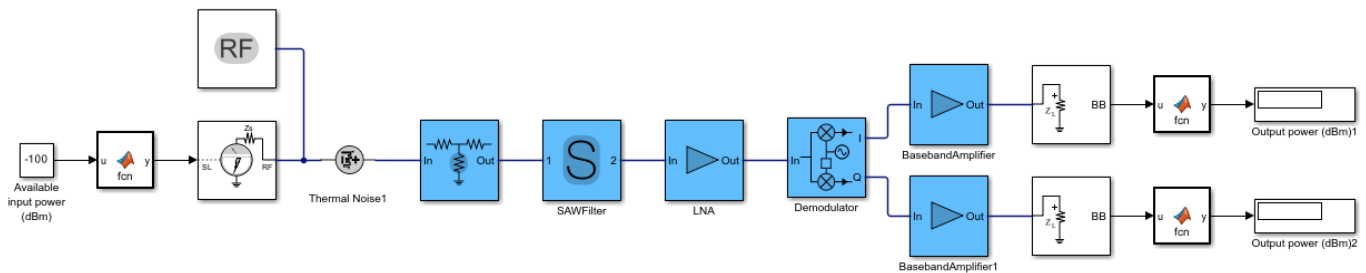 RF
-100
Available
input power
(dBm)
u
y
fcn
SL
Zs
RF
Thermal Noise1
In
Out
1
S
2
SAWFilter
In
Out
LNA
In
I
Q
Demodulator
In
Out
BasebandAmplifier
ZL
BB
u
y
fcn
Output power (dBm)1
In
Out
BasebandAmplifier1
ZL
BB
u
y
fcn
Output power (dBm)2